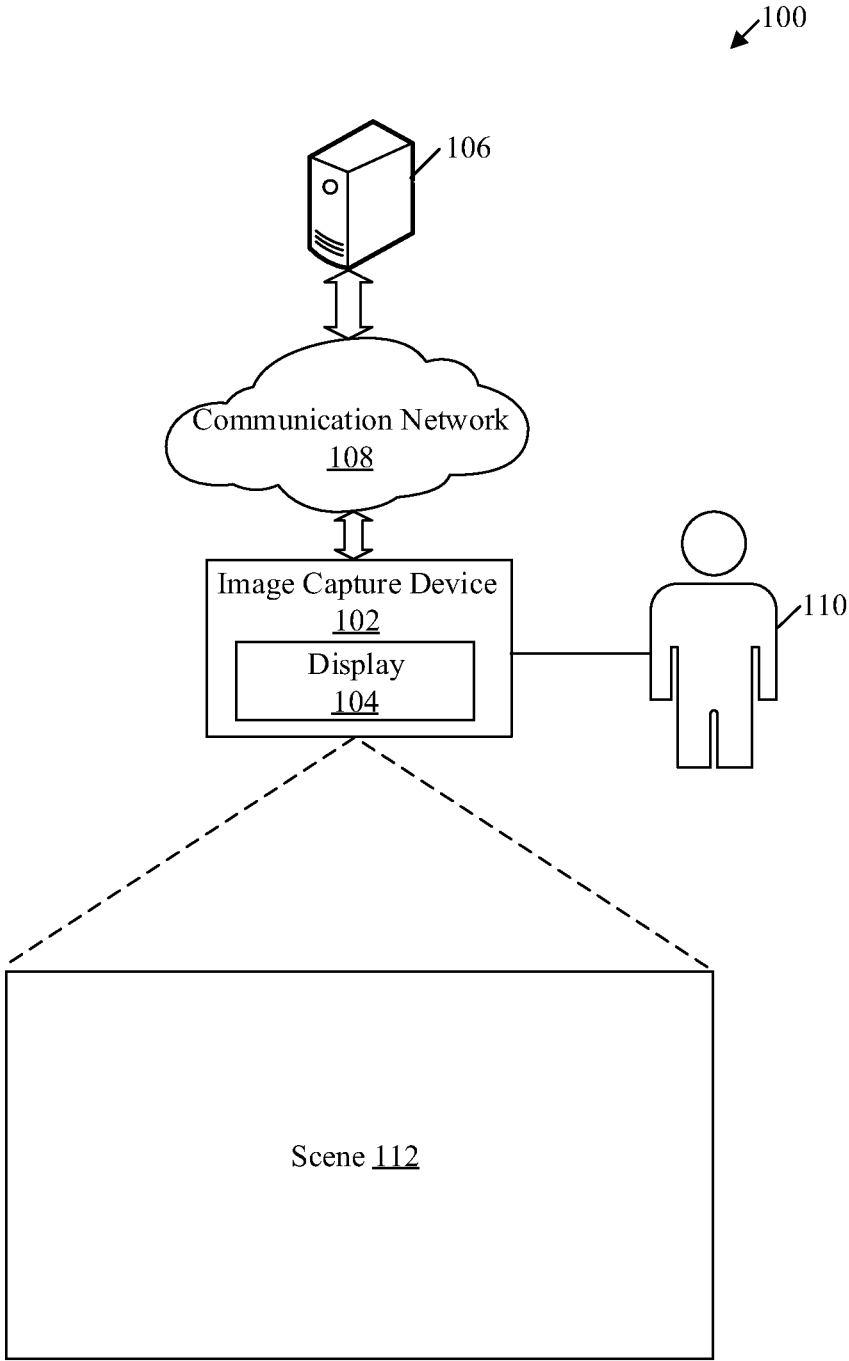 100
106
Communication Network
108
Image Capture Device
102
110
Display
104
Scene 112